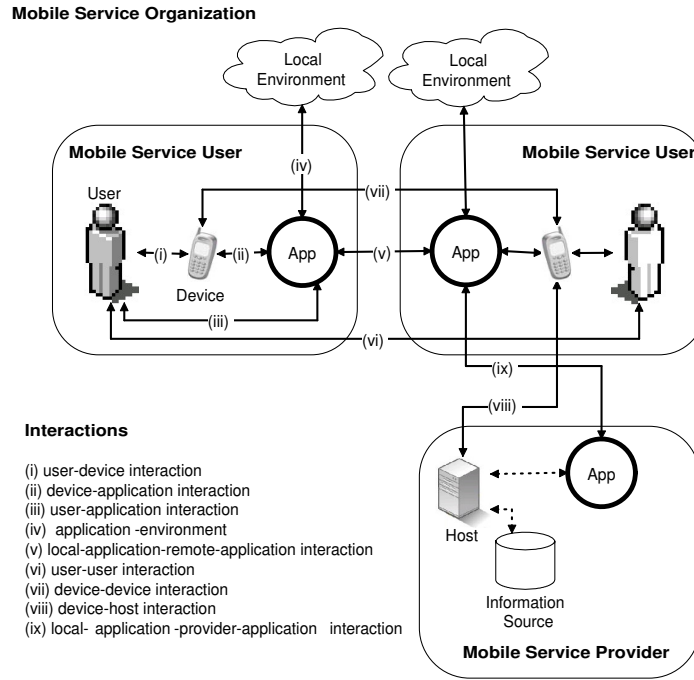 Mobile Service Organization
Local
Environment
Local
Environment
Mobile Service User
Mobile Service User
User
(iv)
(vii)
App
App
(i)
(ii)
(v)
Device
(iii)
(vi)
(ix)
(viii)
Interactions
(i) user-device interaction
(ii) device-application interaction
(iii) user-application interaction
(iv) application -environment
(v) local-application-remote-application interaction
(vi) user-user interaction
(vii) device-device interaction
(viii) device-host interaction
(ix) local- application -provider-application interaction
App
Host
Information
Source
Mobile Service Provider